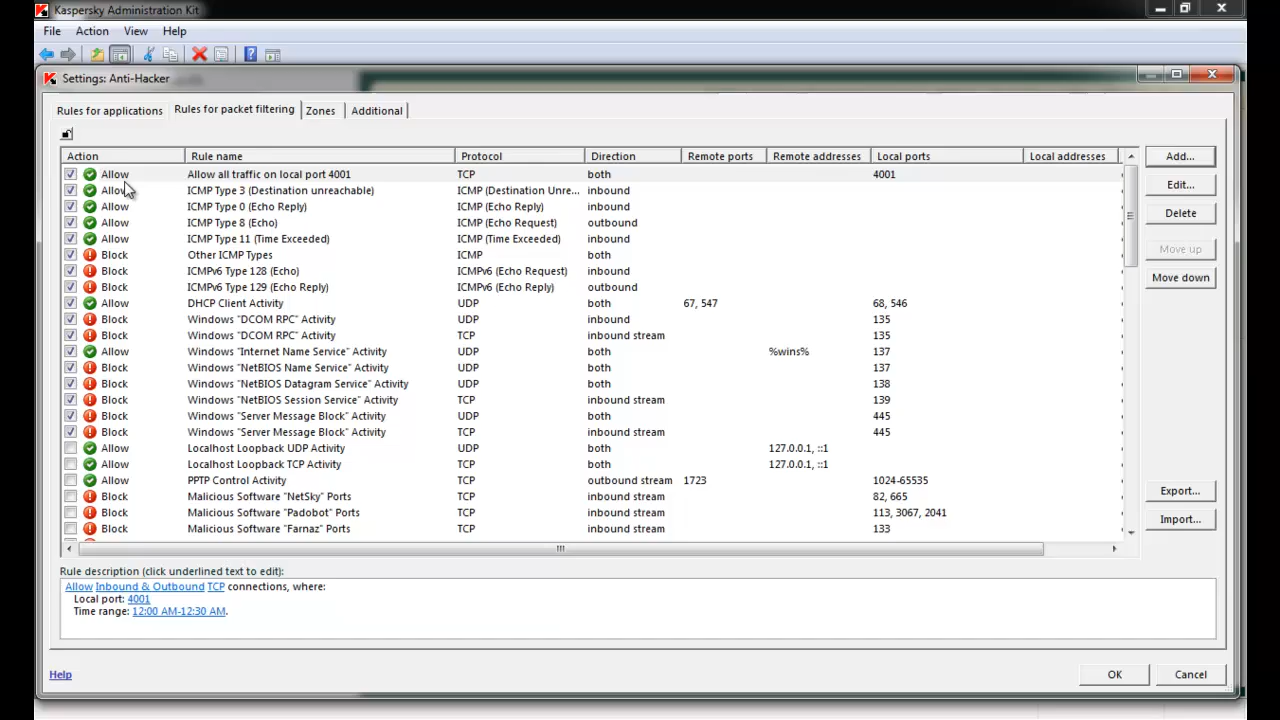 Kaspersky Administration Kit
File Action View Help
Settings: Anti-Hacker
Rules for applications Rules for packet filtering Zones Additional
Action Rule name Protocol Direction Remote ports Remote addresses Local ports Local addresses
Allow Allow all traffic on local port 4001 TCP both 4001
Allow ICMP Type 3 (Destination unreachable) ICMP (Destination Unre... inbound
Allow ICMP Type 0 (Echo Reply) ICMP (Echo Reply) inbound
Allow ICMP Type 8 (Echo) ICMP (Echo Request) outbound
Allow ICMP Type 11 (Time Exceeded) ICMP (Time Exceeded) inbound
Block Other ICMP Types ICMP both
Block ICMPv6 Type 128 (Echo) ICMPv6 (Echo Request) inbound
Block ICMPv6 Type 129 (Echo Reply) ICMPv6 (Echo Reply) outbound
Allow DHCP Client Activity UDP both 67, 547 68, 546
Block Windows "DCOM RPC" Activity UDP inbound 135
Block Windows "DCOM RPC" Activity TCP inbound stream 135
Allow Windows "Internet Name Service" Activity UDP both %wins% 137
Block Windows "NetBIOS Name Service" Activity UDP both 137
Block Windows "NetBIOS Datagram Service" Activity UDP both 138
Block Windows "NetBIOS Session Service" Activity TCP inbound stream 139
Block Windows "Server Message Block" Activity UDP both 445
Block Windows "Server Message Block" Activity TCP inbound stream 445
Allow Localhost Loopback UDP Activity UDP both 127.0.0.1, ::1
Allow Localhost Loopback TCP Activity TCP both 127.0.0.1, ::1
Allow PPTP Control Activity TCP outbound stream 1723 1024-65535
Block Malicious Software "NetSky" Ports TCP inbound stream 82, 665
Block Malicious Software "Padobot" Ports TCP inbound stream 113, 3067, 2041
Block Malicious Software "Farnaz" Ports TCP inbound stream 133
Add...
Edit...
Delete
Move up
Move down
Export...
Import...
Rule description (click underlined text to edit):
Allow Inbound & Outbound TCP connections, where:
Local port: 4001
Time range: 12:00 AM-12:30 AM.
Help OK Cancel